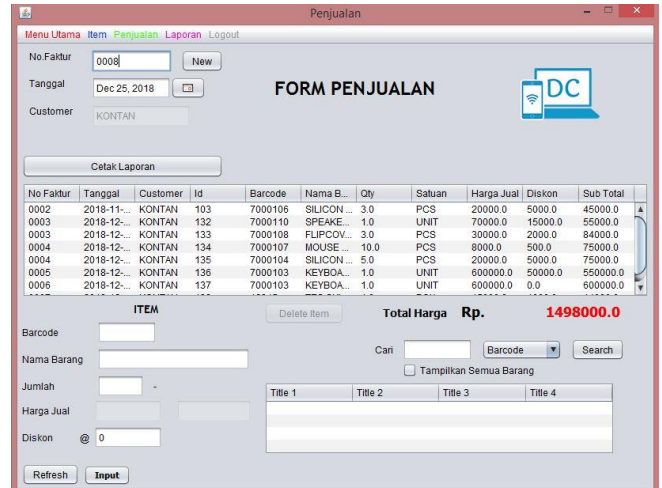 Penjualan
Menu Utama Item Penjualan Laporan Logout
No.Faktur 0008 New
Tanggal Dec 25, 2018
FORM PENJUALAN
DC
Customer KONTAN
Cetak Laporan
No Faktur Tanggal Customer Id Barcode Nama B... Qty Satuan Harga Jual Diskon Sub Total
0002 2018-11-... KONTAN 103 7000106 SILICON ... 3.0 PCS 20000.0 5000.0 45000.0
0003 2018-12-... KONTAN 132 7000110 SPEAKE... 1.0 UNIT 70000.0 15000.0 55000.0
0003 2018-12-... KONTAN 133 7000108 FLIPCOV... 3.0 PCS 30000.0 2000.0 84000.0
0004 2018-12-... KONTAN 134 7000107 MOUSE ... 10.0 PCS 8000.0 500.0 75000.0
0004 2018-12-... KONTAN 135 7000104 SILICON ... 5.0 PCS 20000.0 5000.0 75000.0
0005 2018-12-... KONTAN 136 7000103 KEYBOA... 1.0 UNIT 600000.0 50000.0 550000.0
0006 2018-12-... KONTAN 137 7000103 KEYBOA... 1.0 UNIT 600000.0 0.0 600000.0
ITEM Delete Item Total Harga Rp. 1498000.0
Barcode
Cari Barcode Search
Nama Barang
Tampilkan Semua Barang
Jumlah -
Title 1 Title 2 Title 3 Title 4
Harga Jual
Diskon @ 0
Refresh Input